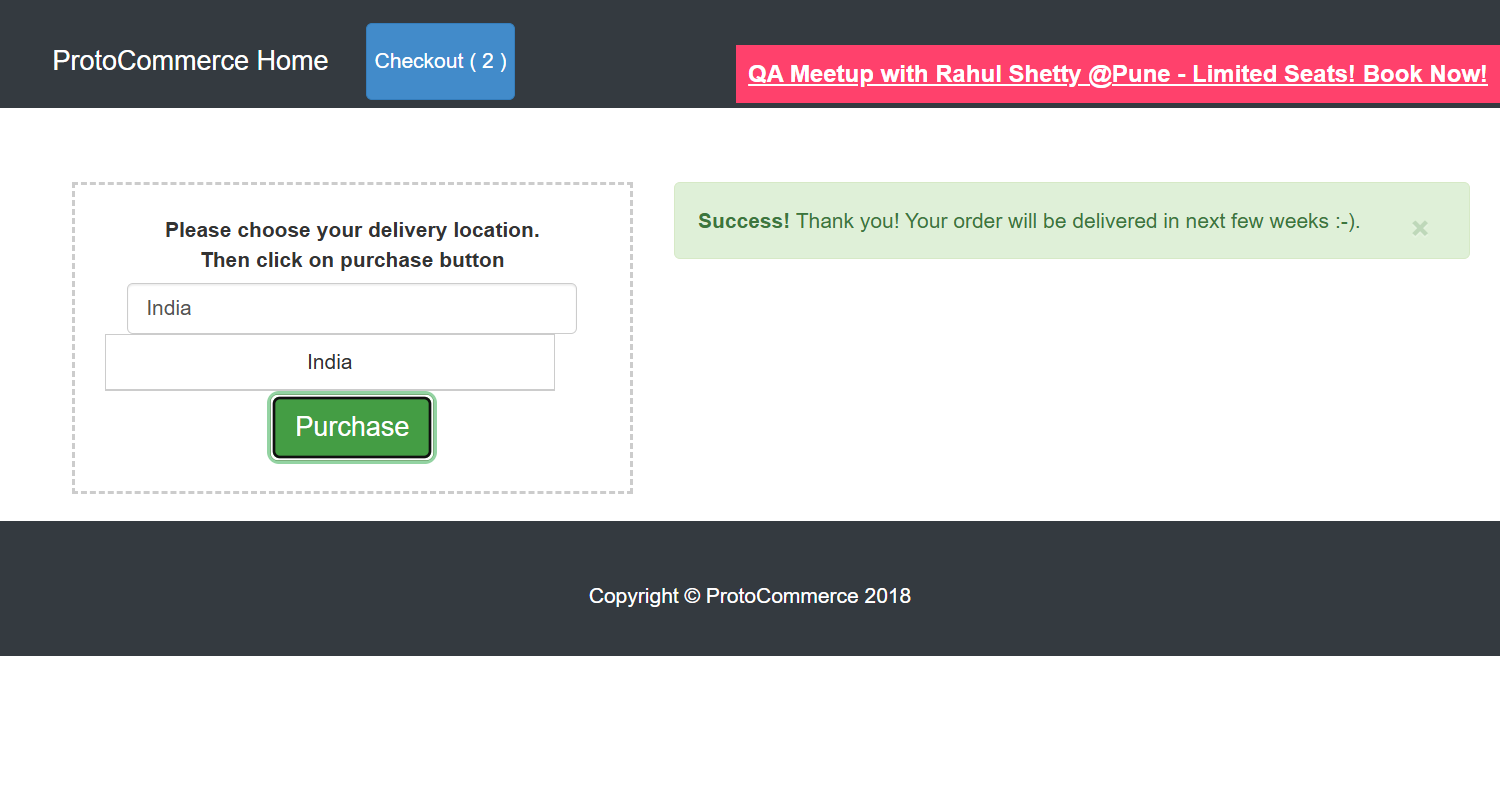 ProtoCommerce Home
Checkout ( 2 )
QA Meetup with Rahul Shetty @Pune - Limited Seats! Book Now!
Please choose your delivery location.
Then click on purchase button
India
India
Purchase
Success! Thank you! Your order will be delivered in next few weeks :-).
×
Copyright © ProtoCommerce 2018